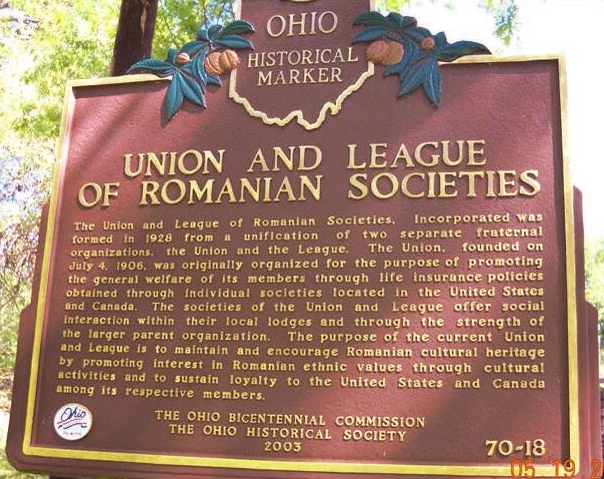 OHIO
HISTORICAL
MARKER
UNION AND LEAGUE
OF ROMANIAN SOCIETIES
The Union and League of Romanian Societies, Incorporated was
formed in 1928 from a unification of two separate fraternal
organizations, the Union and the League. The Union, founded on
July 4, 1906, was originally organized for the purpose of promoting
the general welfare of its members through life insurance policies
obtained through individual societies located in the United States
and Canada. The societies of the Union and League offer social
interaction within their local lodges and through the strength of
the larger parent organization. The purpose of the current Union
and League is to maintain and encourage Romanian cultural heritage
by promoting interest in Romanian ethnic values through cultural
activities and to sustain loyalty to the United States and Canada
among its respective members.
Ohio
THE OHIO BICENTENNIAL COMMISSION
THE OHIO HISTORICAL SOCIETY
2003
70-18
05 19 2